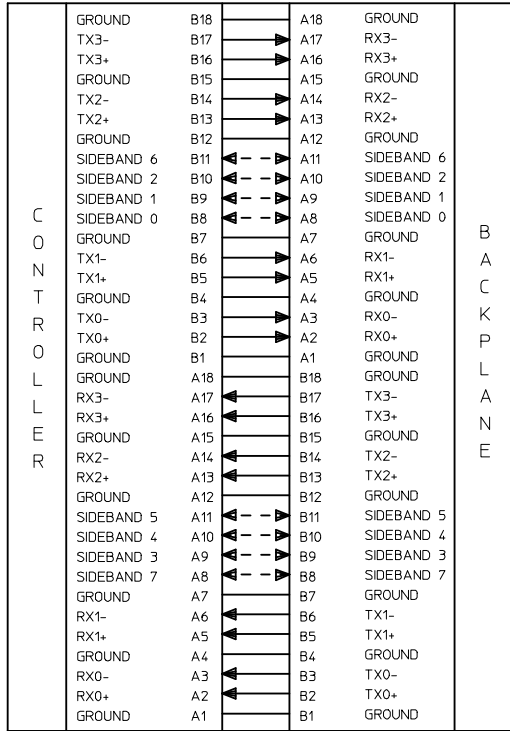 CONTROLLER
BACKPLANE
GROUND B18 A18 GROUND
TX3- B17 A17 RX3-
TX3+ B16 A16 RX3+
GROUND B15 A15 GROUND
TX2- B14 A14 RX2-
TX2+ B13 A13 RX2+
GROUND B12 A12 GROUND
SIDEBAND 6 B11 A11 SIDEBAND 6
SIDEBAND 2 B10 A10 SIDEBAND 2
SIDEBAND 1 B9 A9 SIDEBAND 1
SIDEBAND 0 B8 A8 SIDEBAND 0
GROUND B7 A7 GROUND
TX1- B6 A6 RX1-
TX1+ B5 A5 RX1+
GROUND B4 A4 GROUND
TX0- B3 A3 RX0-
TX0+ B2 A2 RX0+
GROUND B1 A1 GROUND
GROUND A18 B18 GROUND
RX3- A17 B17 TX3-
RX3+ A16 B16 TX3+
GROUND A15 B15 GROUND
RX2- A14 B14 TX2-
RX2+ A13 B13 TX2+
GROUND A12 B12 GROUND
SIDEBAND 5 A11 B11 SIDEBAND 5
SIDEBAND 4 A10 B10 SIDEBAND 4
SIDEBAND 3 A9 B9 SIDEBAND 3
SIDEBAND 7 A8 B8 SIDEBAND 7
GROUND A7 B7 GROUND
RX1- A6 B6 TX1-
RX1+ A5 B5 TX1+
GROUND A4 B4 GROUND
RX0- A3 B3 TX0-
RX0+ A2 B2 TX0+
GROUND A1 B1 GROUND